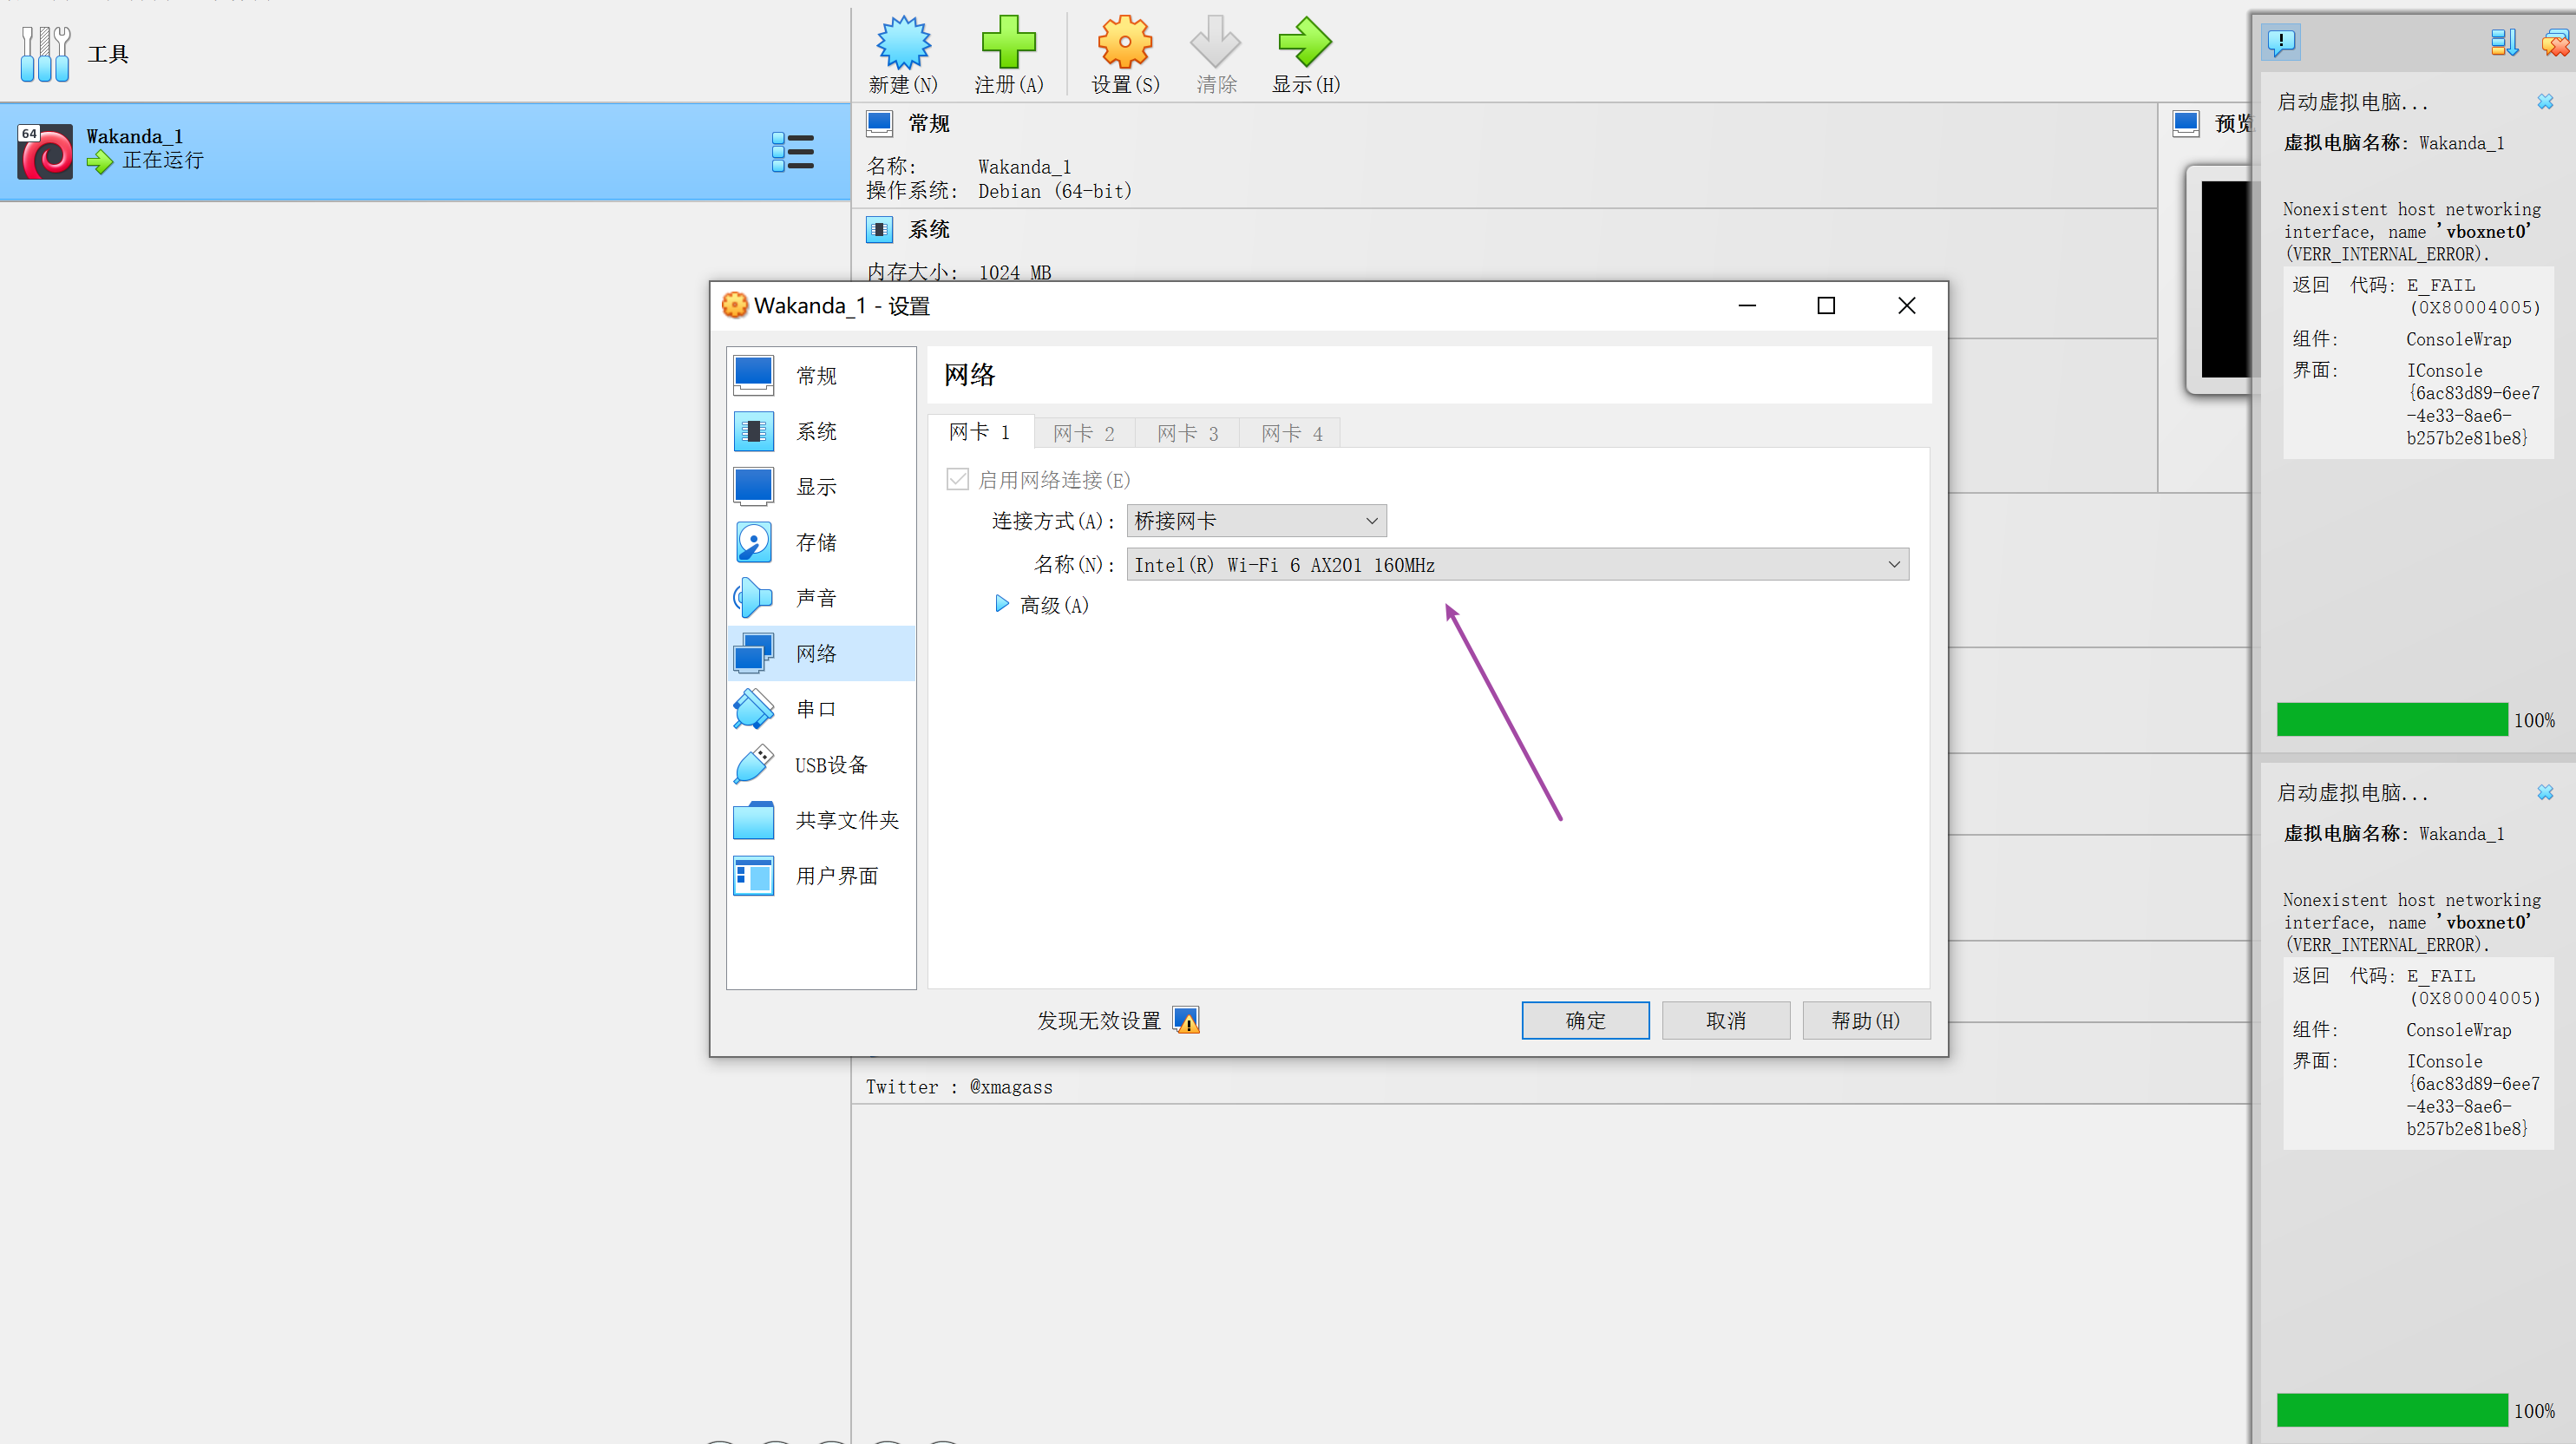 工具
新建(N)
注册(A)
设置(S)
清除
显示(H)
64
Wakanda_1
正在运行
常规
名称: Wakanda_1
操作系统: Debian (64-bit)
系统
内存大小: 1024 MB
预览
Wakanda_1 - 设置
常规
系统
显示
存储
声音
网络
串口
USB设备
共享文件夹
用户界面
网络
网卡 1
网卡 2
网卡 3
网卡 4
启用网络连接(E)
连接方式(A): 桥接网卡
名称(N): Intel(R) Wi-Fi 6 AX201 160MHz
高级(A)
发现无效设置
确定
取消
帮助(H)
Twitter : @xmagass
启动虚拟电脑...
虚拟电脑名称: Wakanda_1
Nonexistent host networking
interface, name 'vboxnet0'
(VERR_INTERNAL_ERROR).
返回 代码: E_FAIL
(0X80004005)
组件: ConsoleWrap
界面: IConsole
{6ac83d89-6ee7
-4e33-8ae6-
b257b2e81be8}
100%
启动虚拟电脑...
虚拟电脑名称: Wakanda_1
Nonexistent host networking
interface, name 'vboxnet0'
(VERR_INTERNAL_ERROR).
返回 代码: E_FAIL
(0X80004005)
组件: ConsoleWrap
界面: IConsole
{6ac83d89-6ee7
-4e33-8ae6-
b257b2e81be8}
100%